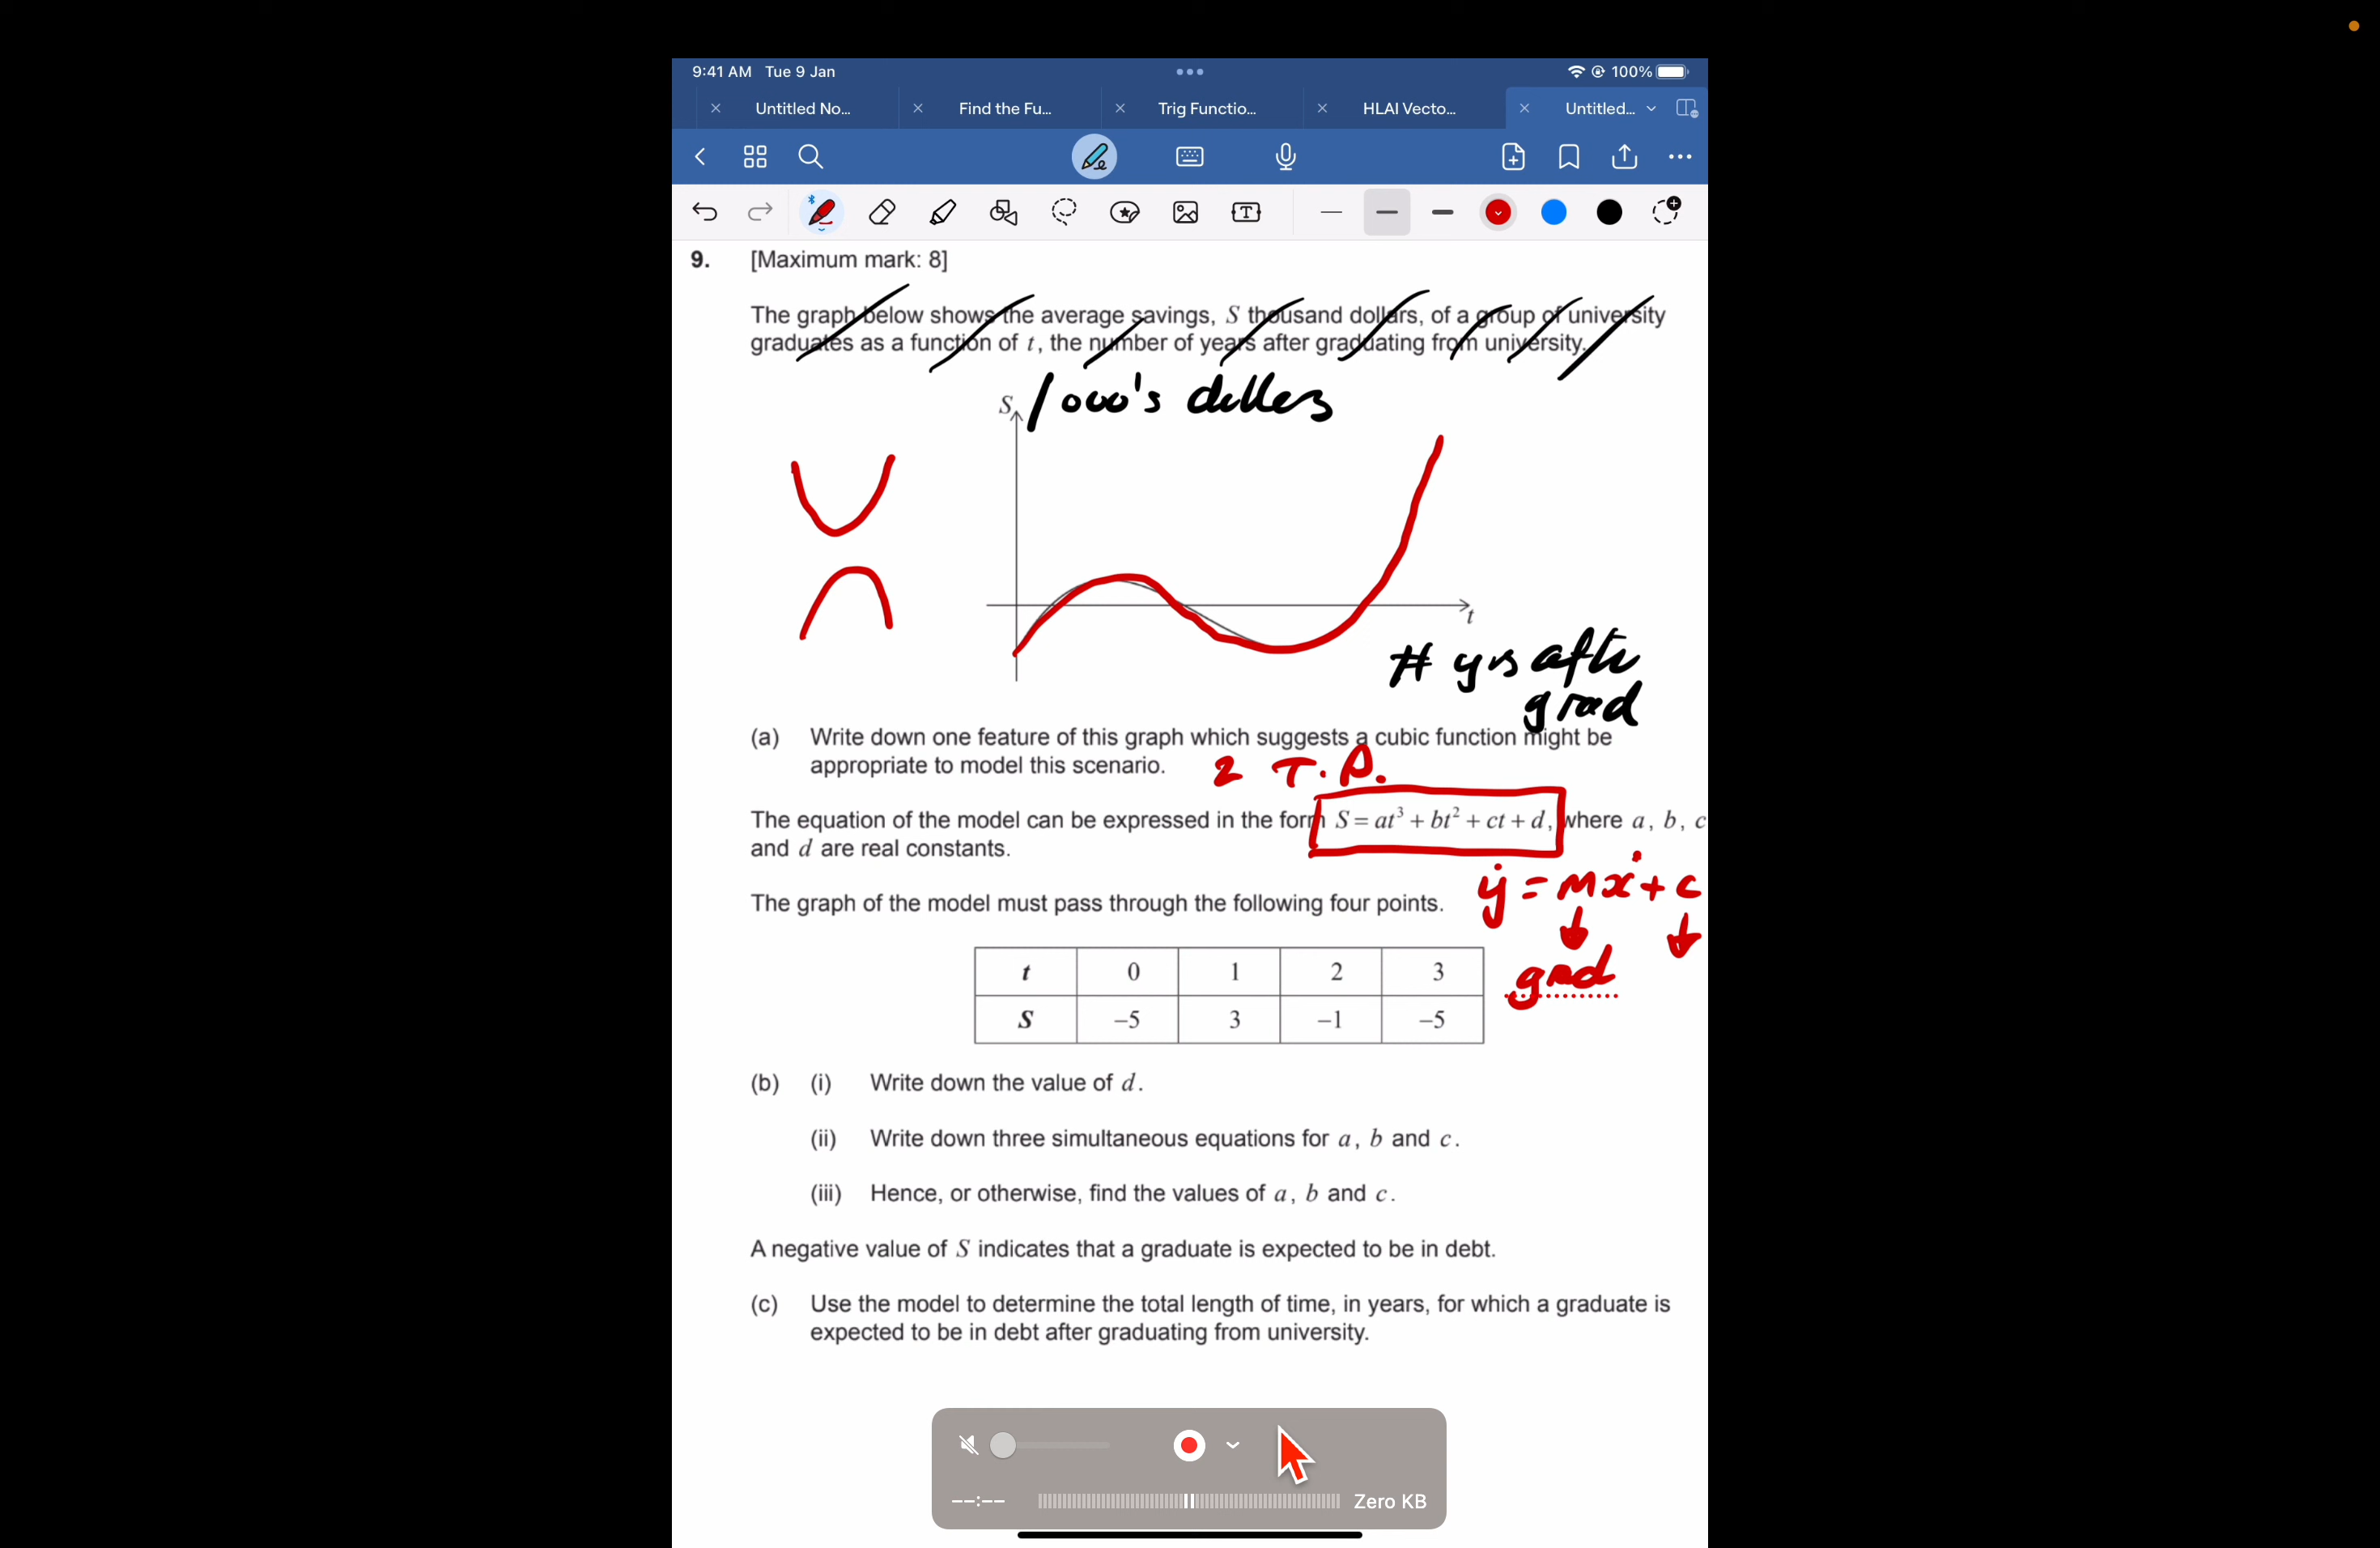 9:41 AM Tue 9 Jan
100%
Untitled No...
Find the Fu...
Trig Functio...
HLAI Vecto...
Untitled...
9. [Maximum mark: 8]
The graph below shows the average savings, S thousand dollars, of a group of university
graduates as a function of t, the number of years after graduating from university.
S /000's dollers
t
# yrs after
grad
(a) Write down one feature of this graph which suggests a cubic function might be
appropriate to model this scenario. 2 T.P.
The equation of the model can be expressed in the form S = at³ + bt² + ct + d, where a, b, c
and d are real constants.
y = mx + c
The graph of the model must pass through the following four points.
grad
t 0 1 2 3
S –5 3 –1 –5
(b) (i) Write down the value of d.
(ii) Write down three simultaneous equations for a, b and c.
(iii) Hence, or otherwise, find the values of a, b and c.
A negative value of S indicates that a graduate is expected to be in debt.
(c) Use the model to determine the total length of time, in years, for which a graduate is
expected to be in debt after graduating from university.
--:-- Zero KB